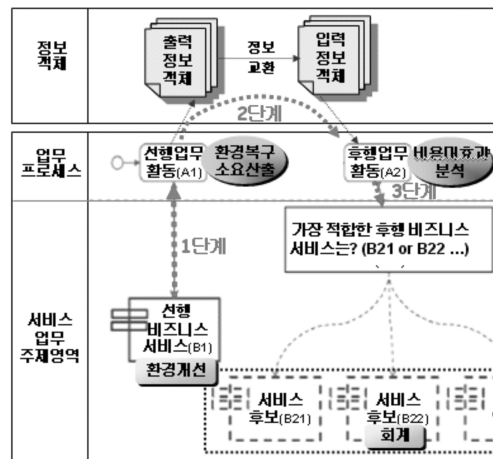 정보
객체
출력
정보
객체
정보
교환
입력
정보
객체
2단계
업무
프로세스
선행업무
활동(A1)
환경복구
소요산출
후행업무
활동(A2)
비용대효과
분석
3단계
1단계
가장 적합한 후행 비즈니스
서비스는? (B21 or B22 ...)
서비스
업무
주제영역
선행
비즈니스
서비스(B1)
환경개선
서비스
후보(B21)
서비스
후보(B22)
회계